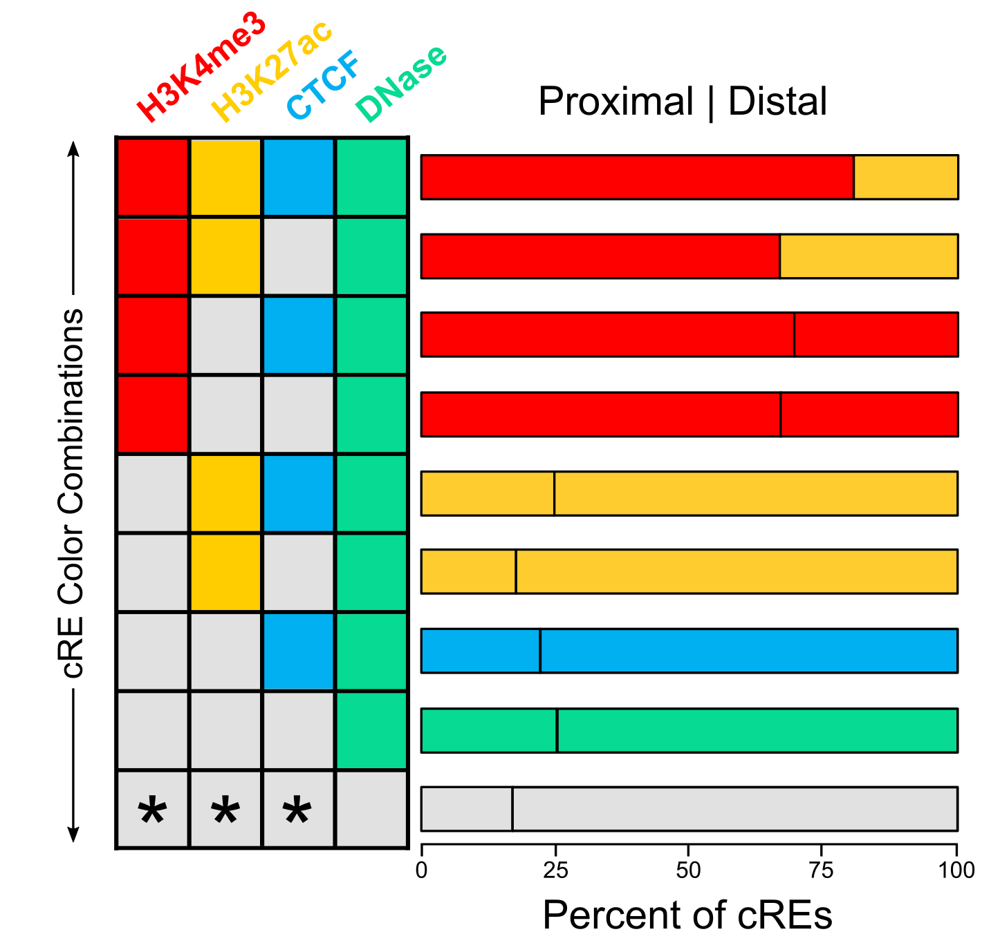 H3K4me3
H3K27ac
CTCF
DNase
Proximal | Distal
cRE Color Combinations
* * *
0 25 50 75 100
Percent of cREs